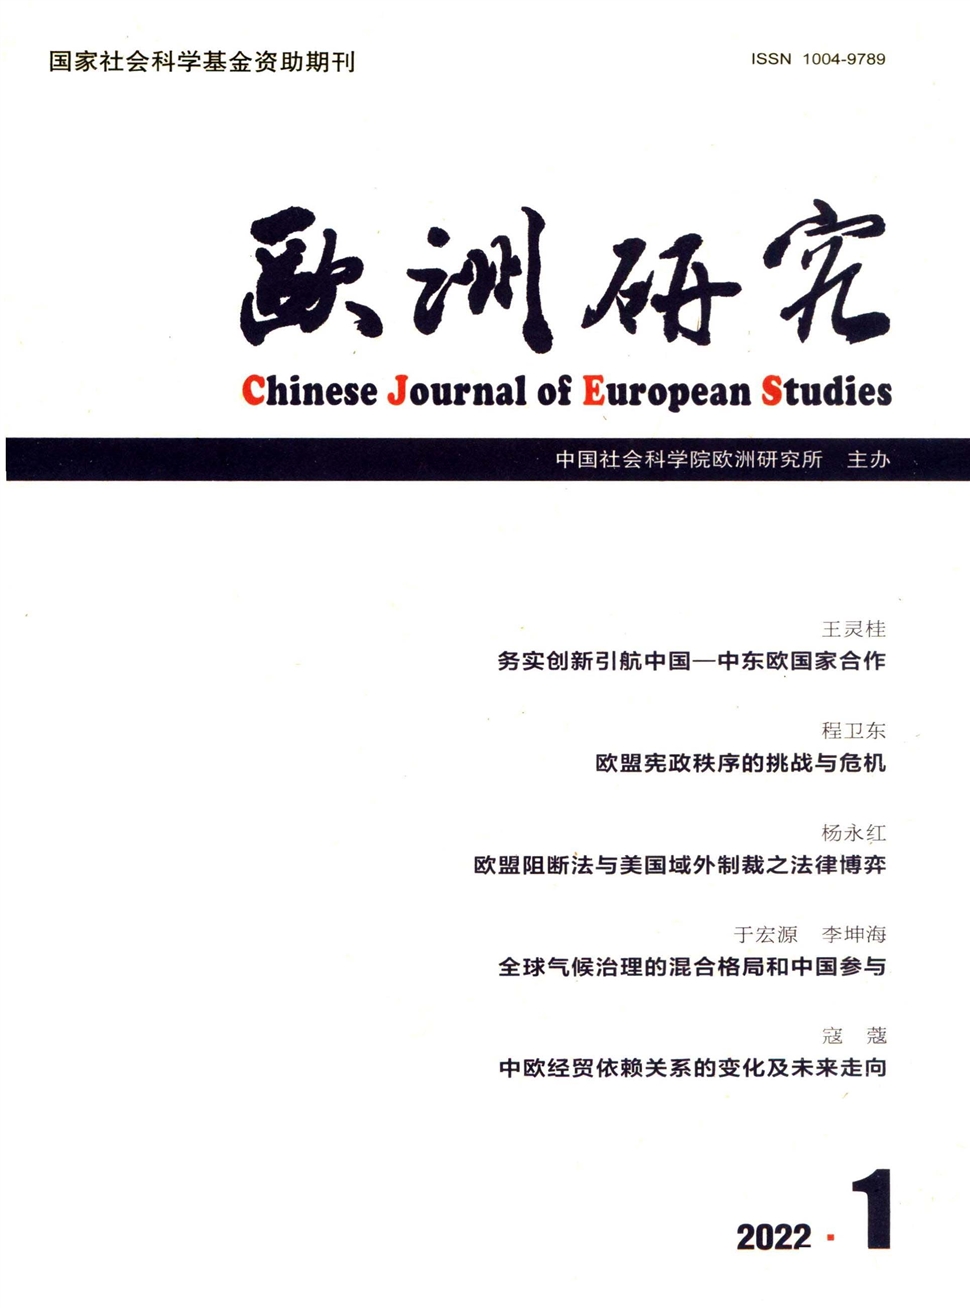 国家社会科学基金资助期刊
ISSN 1004-9789
欧洲研究
Chinese Journal of European Studies
中国社会科学院欧洲研究所 主办
王灵桂
务实创新引航中国—中东欧国家合作
程卫东
欧盟宪政秩序的挑战与危机
杨永红
欧盟阻断法与美国域外制裁之法律博弈
于宏源 李坤海
全球气候治理的混合格局和中国参与
寇 蔻
中欧经贸依赖关系的变化及未来走向
2022·1